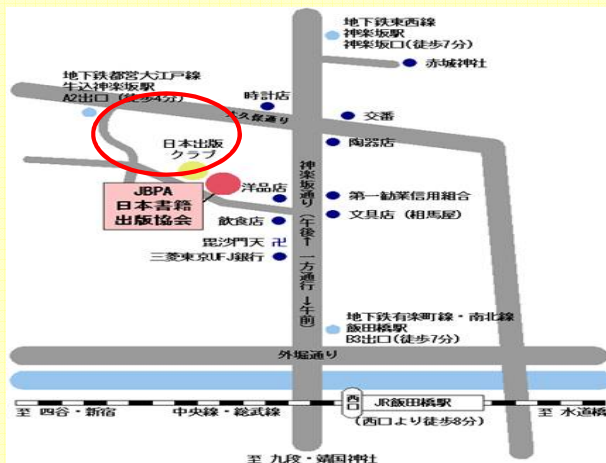 地下鉄東西線
神楽坂駅
神楽坂口(徒歩7分)
赤城神社
地下鉄都営大江戸線
牛込神楽坂駅
A2出口(徒歩4分)
時計店
大久保通り
交番
陶器店
日本出版
クラブ
JBPA
日本書籍
出版協会
洋品店
神楽坂通り(午後↑一方通行↓午前)
第一勧業信用組合
飲食店
文具店(相馬屋)
毘沙門天 卍
三菱東京UFJ銀行
地下鉄有楽町線・南北線
飯田橋駅
B3出口(徒歩7分)
外堀通り
西口
JR飯田橋駅
至 四谷・新宿
中央線・総武線
(西口より徒歩8分)
至 水道橋
至 九段・靖国神社